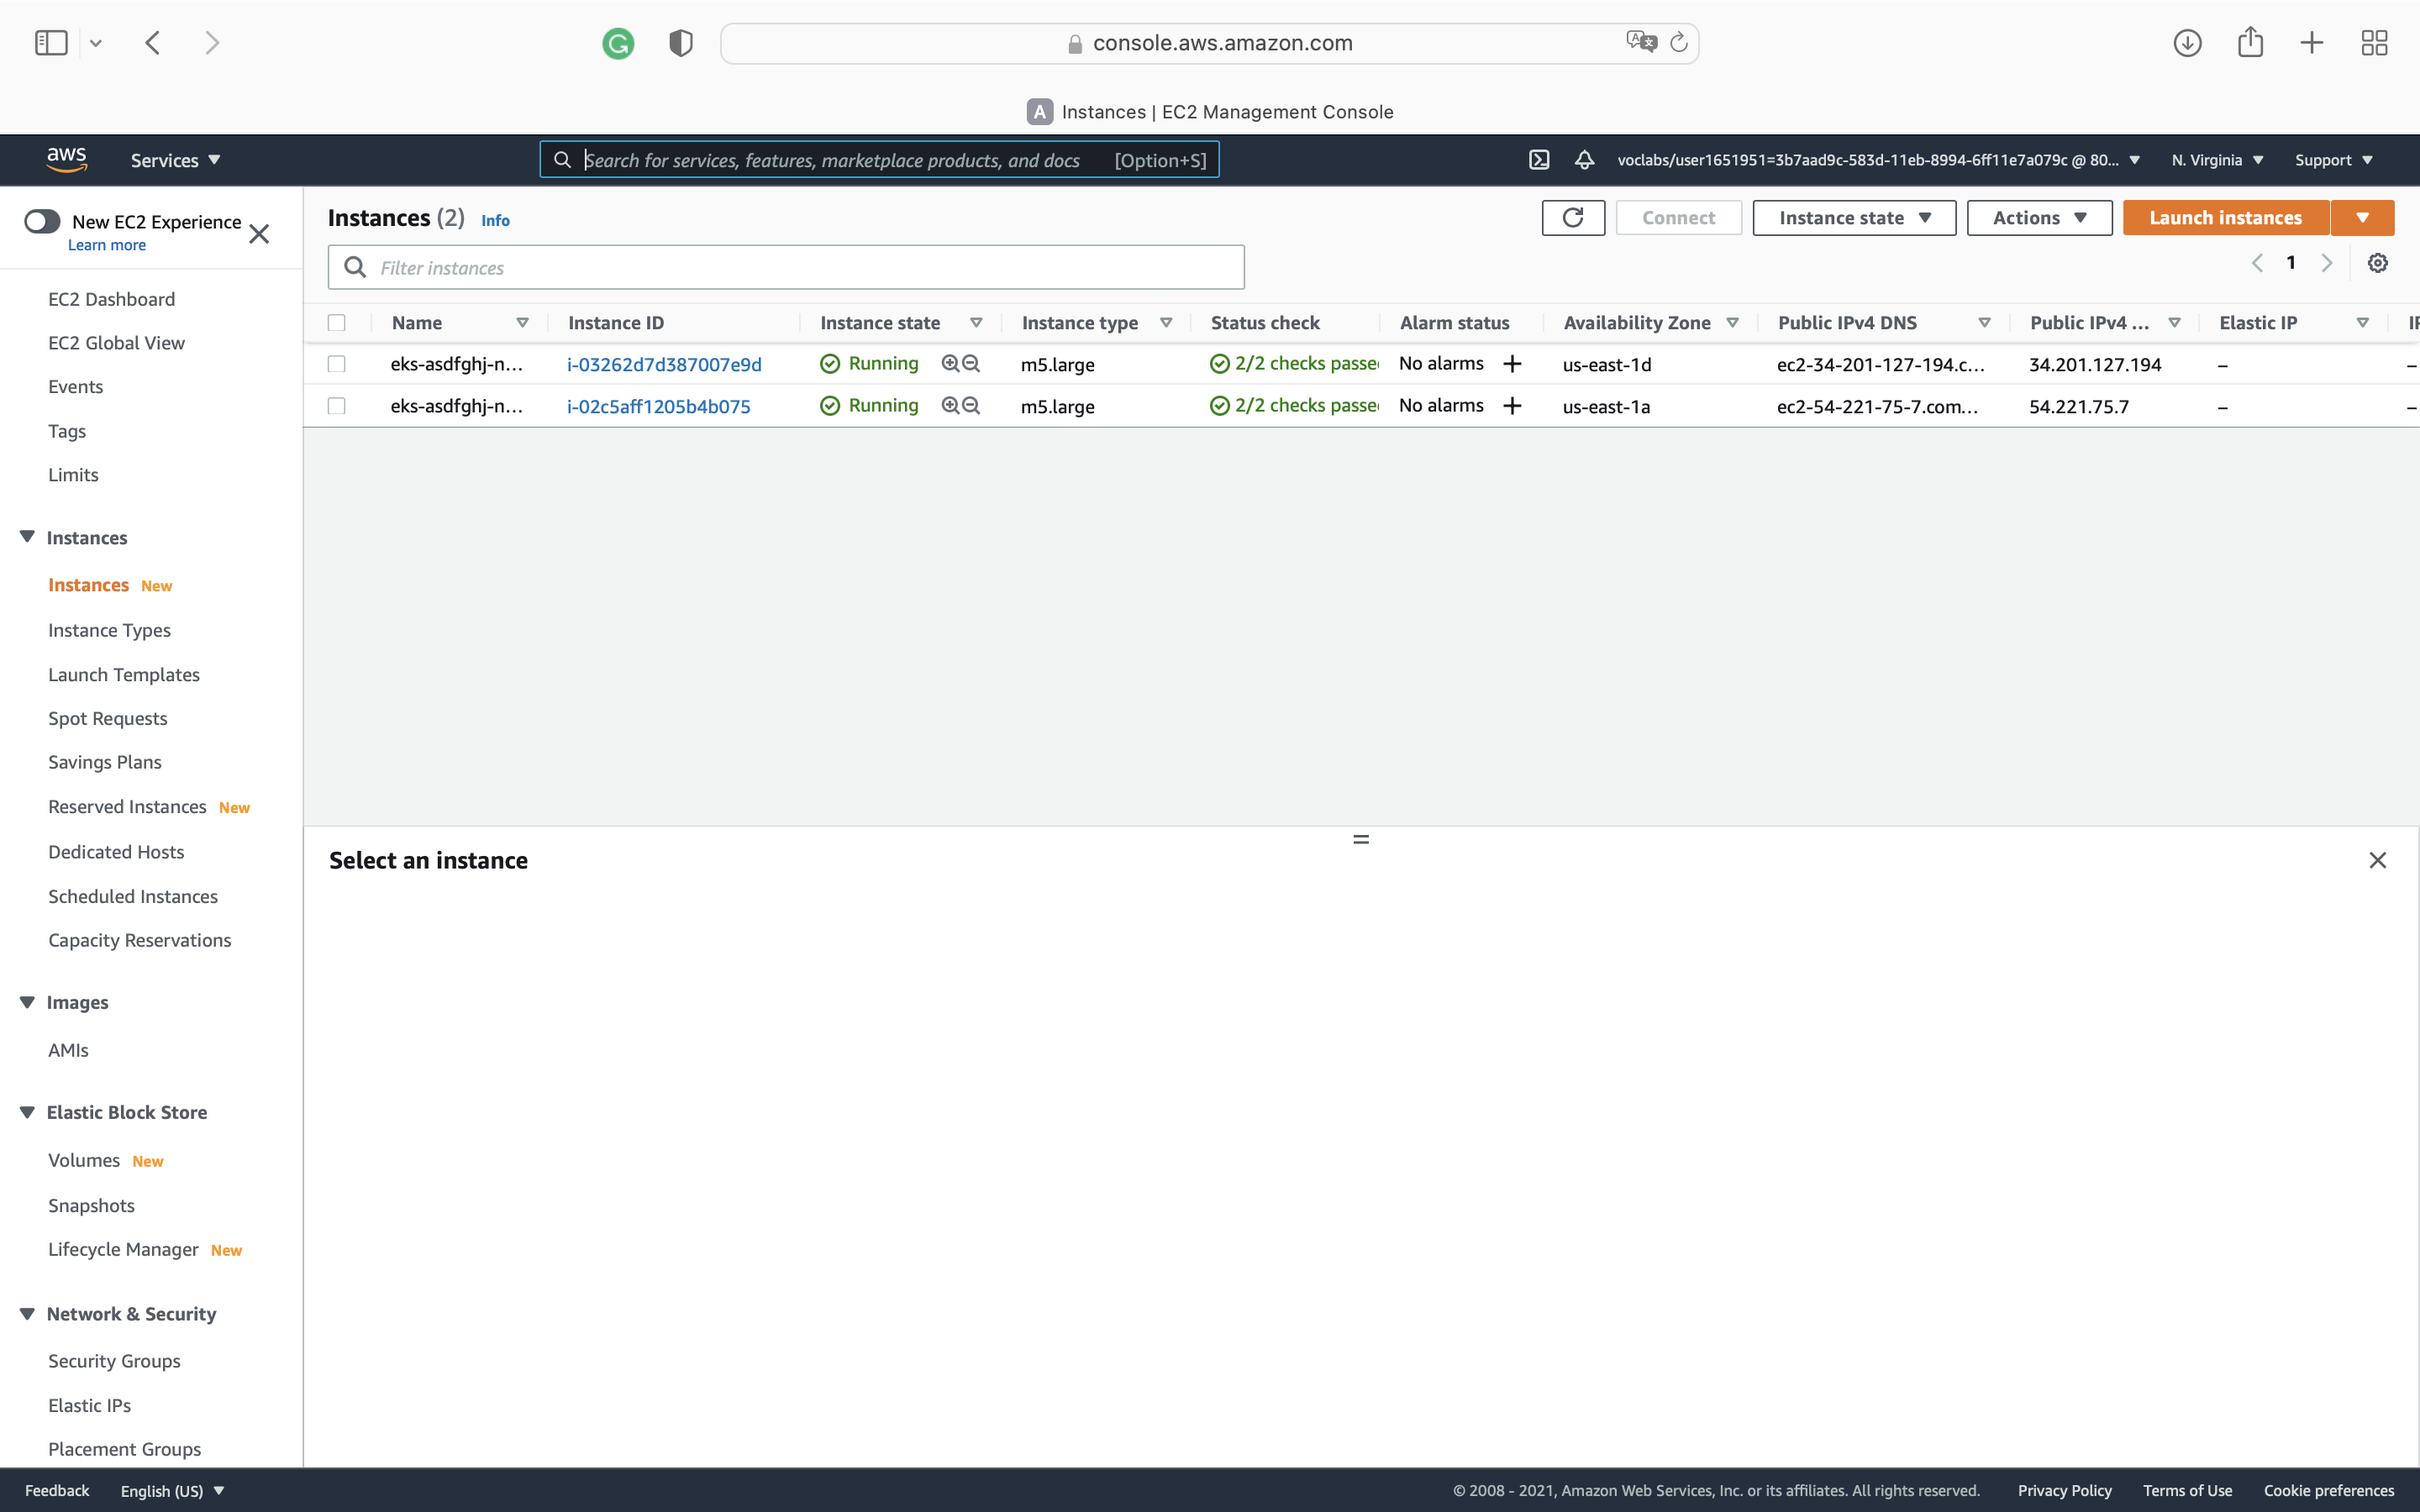 console.aws.amazon.com
A Instances | EC2 Management Console
aws Services Search for services, features, marketplace products, and docs [Option+S] voclabs/user1651951=3b7aad9c-583d-11eb-8994-6ff11e7a079c @ 80... N. Virginia Support
New EC2 Experience
Learn more
EC2 Dashboard
EC2 Global View
Events
Tags
Limits
Instances
Instances New
Instance Types
Launch Templates
Spot Requests
Savings Plans
Reserved Instances New
Dedicated Hosts
Scheduled Instances
Capacity Reservations
Images
AMIs
Elastic Block Store
Volumes New
Snapshots
Lifecycle Manager New
Network & Security
Security Groups
Elastic IPs
Placement Groups
Instances (2) Info Connect Instance state Actions Launch instances
Filter instances 1
Name Instance ID Instance state Instance type Status check Alarm status Availability Zone Public IPv4 DNS Public IPv4 ... Elastic IP
eks-asdfghj-n... i-03262d7d387007e9d Running m5.large 2/2 checks passe No alarms + us-east-1d ec2-34-201-127-194.c... 34.201.127.194 – –
eks-asdfghj-n... i-02c5aff1205b4b075 Running m5.large 2/2 checks passe No alarms + us-east-1a ec2-54-221-75-7.com... 54.221.75.7 – –
Select an instance
Feedback English (US) © 2008 - 2021, Amazon Web Services, Inc. or its affiliates. All rights reserved. Privacy Policy Terms of Use Cookie preferences